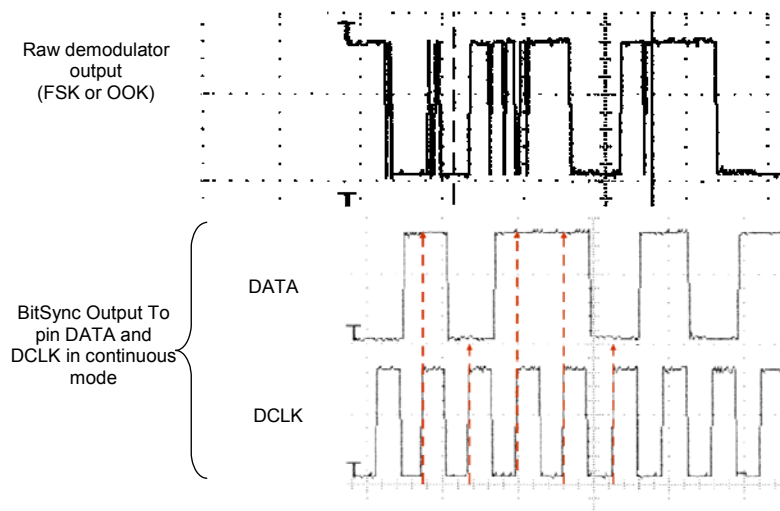 Raw demodulator
output
(FSK or OOK)
DATA
BitSync Output To
pin DATA and
DCLK in continuous
mode
DCLK